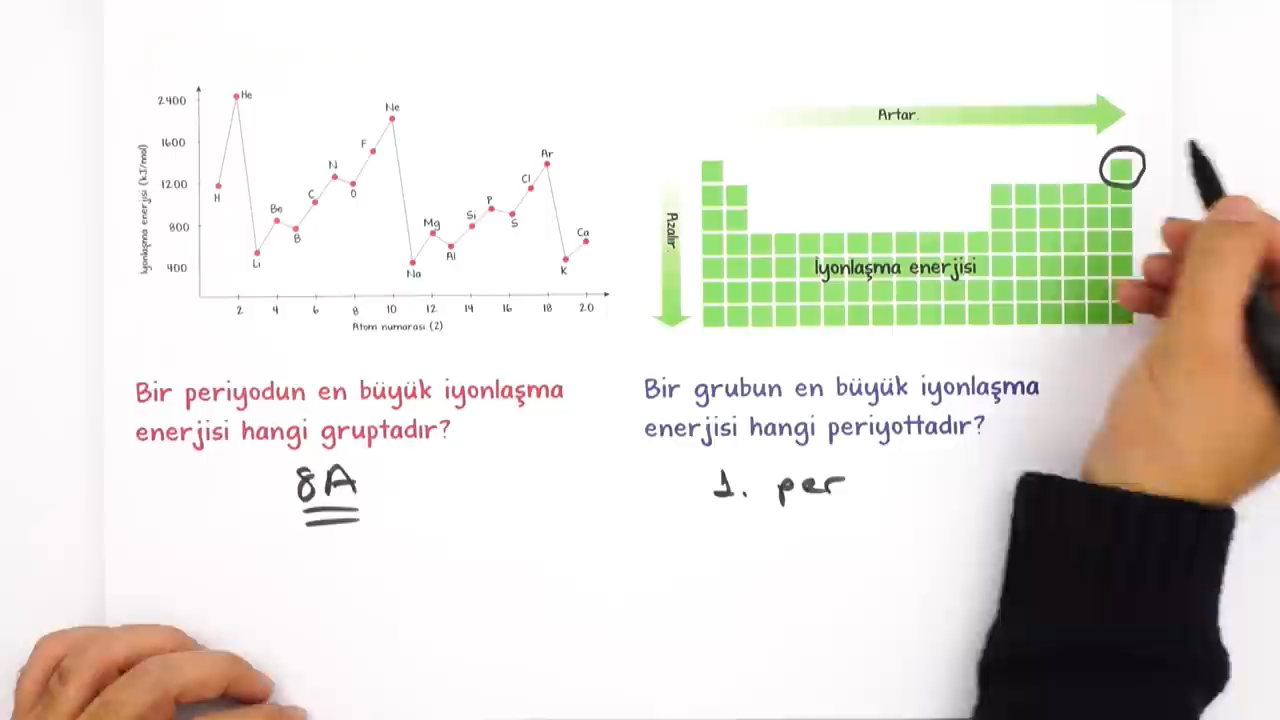 2400
1600
1200
800
400
İyonlaşma enerjisi (kJ/mol)
H
He
Li
Be
B
C
N
O
F
Ne
Na
Mg
Al
Si
P
S
Cl
Ar
K
Ca
2 4 6 8 10 12 14 16 18 20
Atom numarası (Z)
Artar.
Azalır.
İyonlaşma enerjisi
Bir periyodun en büyük iyonlaşma
enerjisi hangi gruptadır?
8A
Bir grubun en büyük iyonlaşma
enerjisi hangi periyottadır?
1. per